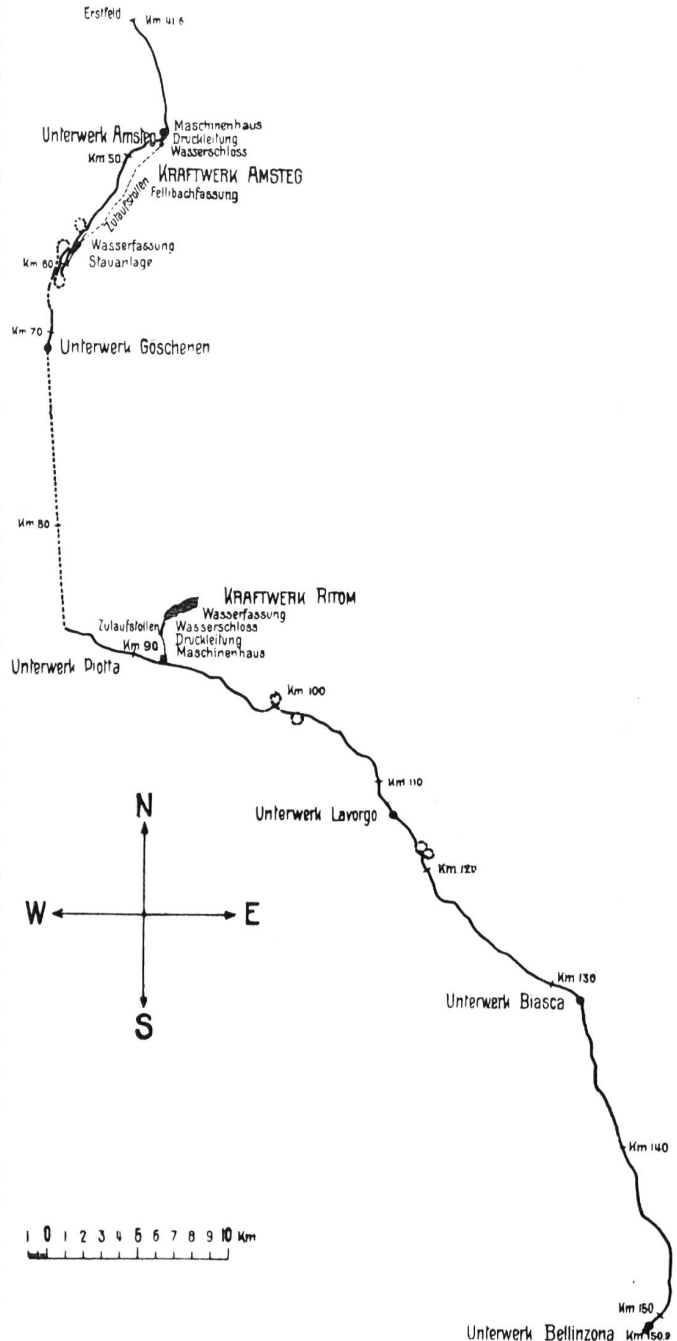 Erstfeld
Km 41.6
Unterwerk Amsteg
Maschinenhaus
Druckleitung
Wasserschloss
Km 50
KRAFTWERK AMSTEG
Fellibachfassung
Zulaufstollen
Wasserfassung
Stauanlage
Km 60
Km 70
Unterwerk Göschenen
Km 80
KRAFTWERK RITOM
Wasserfassung
Zulaufstollen
Wasserschloss
Druckleitung
Maschinenhaus
Km 90
Unterwerk Piotta
Km 100
Km 110
Unterwerk Lavorgo
Km 120
N
W
E
S
Km 130
Unterwerk Biasca
Km 140
1 0 1 2 3 4 5 6 7 8 9 10 Km
Km 150
Unterwerk Bellinzona
Km 150.9